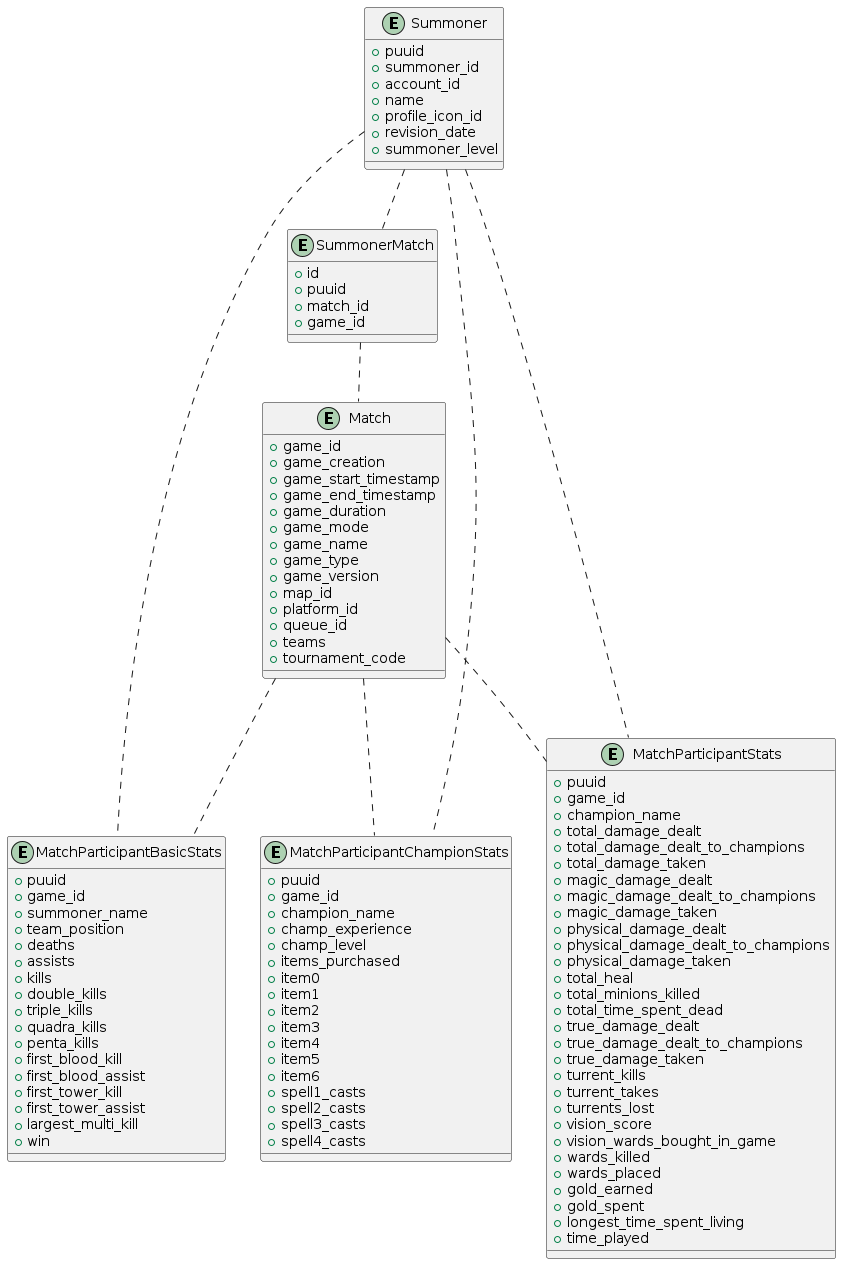 E Summoner
puuid
summoner_id
account_id
name
profile_icon_id
revision_date
summoner_level
E SummonerMatch
id
puuid
match_id
game_id
E Match
game_id
game_creation
game_start_timestamp
game_end_timestamp
game_duration
game_mode
game_name
game_type
game_version
map_id
platform_id
queue_id
teams
tournament_code
E MatchParticipantBasicStats
puuid
game_id
summoner_name
team_position
deaths
assists
kills
double_kills
triple_kills
quadra_kills
penta_kills
first_blood_kill
first_blood_assist
first_tower_kill
first_tower_assist
largest_multi_kill
win
E MatchParticipantChampionStats
puuid
game_id
champion_name
champ_experience
champ_level
items_purchased
item0
item1
item2
item3
item4
item5
item6
spell1_casts
spell2_casts
spell3_casts
spell4_casts
E MatchParticipantStats
puuid
game_id
champion_name
total_damage_dealt
total_damage_dealt_to_champions
total_damage_taken
magic_damage_dealt
magic_damage_dealt_to_champions
magic_damage_taken
physical_damage_dealt
physical_damage_dealt_to_champions
physical_damage_taken
total_heal
total_minions_killed
total_time_spent_dead
true_damage_dealt
true_damage_dealt_to_champions
true_damage_taken
turrent_kills
turrent_takes
turrents_lost
vision_score
vision_wards_bought_in_game
wards_killed
wards_placed
gold_earned
gold_spent
longest_time_spent_living
time_played